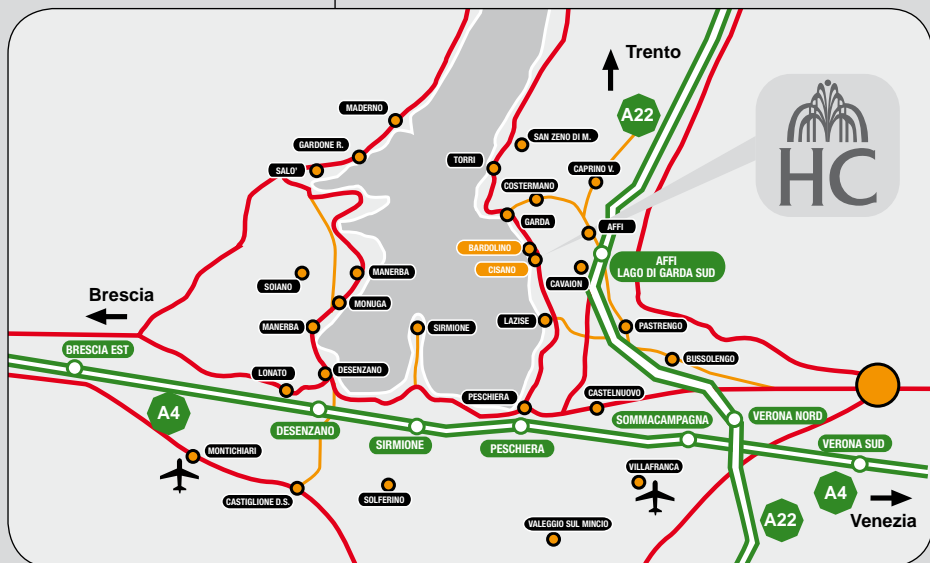 Trento
A22
HC
MADERNO
GARDONE R.
SALO'
SAN ZENO DI M.
TORRI
CAPRINO V.
COSTERMANO
GARDA
AFFI
BARDOLINO
CISANO
AFFI
LAGO DI GARDA SUD
CAVAION
SOIANO
MANERBA
Brescia
MONUGA
MANERBA
SIRMIONE
LAZISE
PASTRENGO
BRESCIA EST
LONATO
DESENZANO
BUSSOLENGO
A4
PESCHIERA
CASTELNUOVO
DESENZANO
SIRMIONE
PESCHIERA
SOMMACAMPAGNA
VERONA NORD
VERONA SUD
MONTICHIARI
CASTIGLIONE D.S.
SOLFERINO
VILLAFRANCA
A4
Venezia
VALEGGIO SUL MINCIO
A22